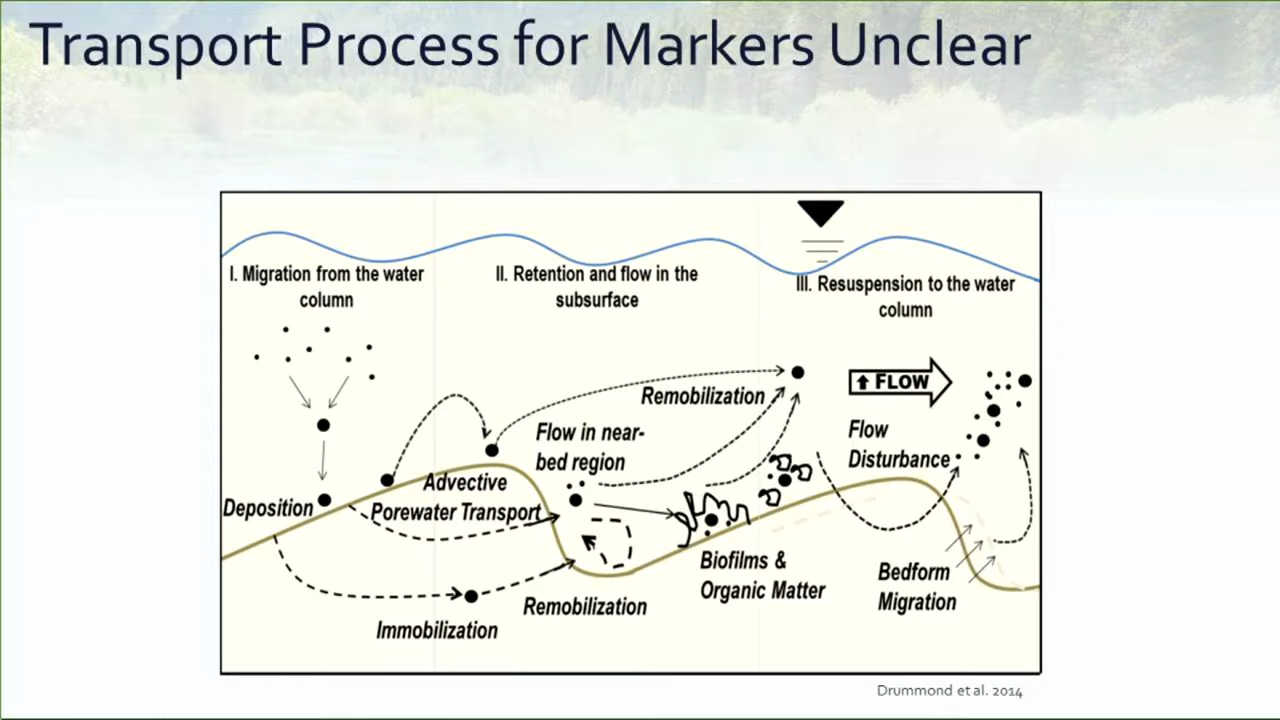 Transport Process for Markers Unclear
I. Migration from the water
column
II. Retention and flow in the
subsurface
III. Resuspension to the water
column
Remobilization
FLOW
Flow in near-
bed region
Flow
Disturbance
Advective
Porewater Transport
Deposition
Biofilms &
Organic Matter
Bedform
Migration
Remobilization
Immobilization
Drummond et al. 2014